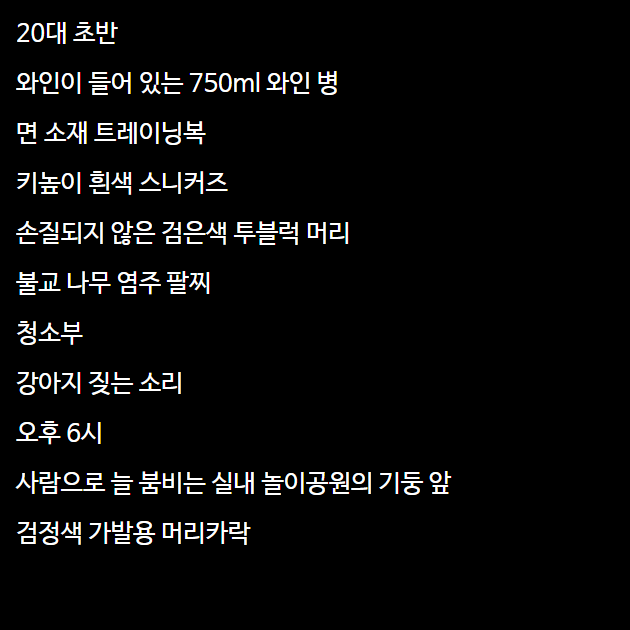 20대 초반
와인이 들어 있는 750ml 와인 병
면 소재 트레이닝복
키높이 흰색 스니커즈
손질되지 않은 검은색 투블럭 머리
불교 나무 염주 팔찌
청소부
강아지 짖는 소리
오후 6시
사람으로 늘 붐비는 실내 놀이공원의 기둥 앞
검정색 가발용 머리카락